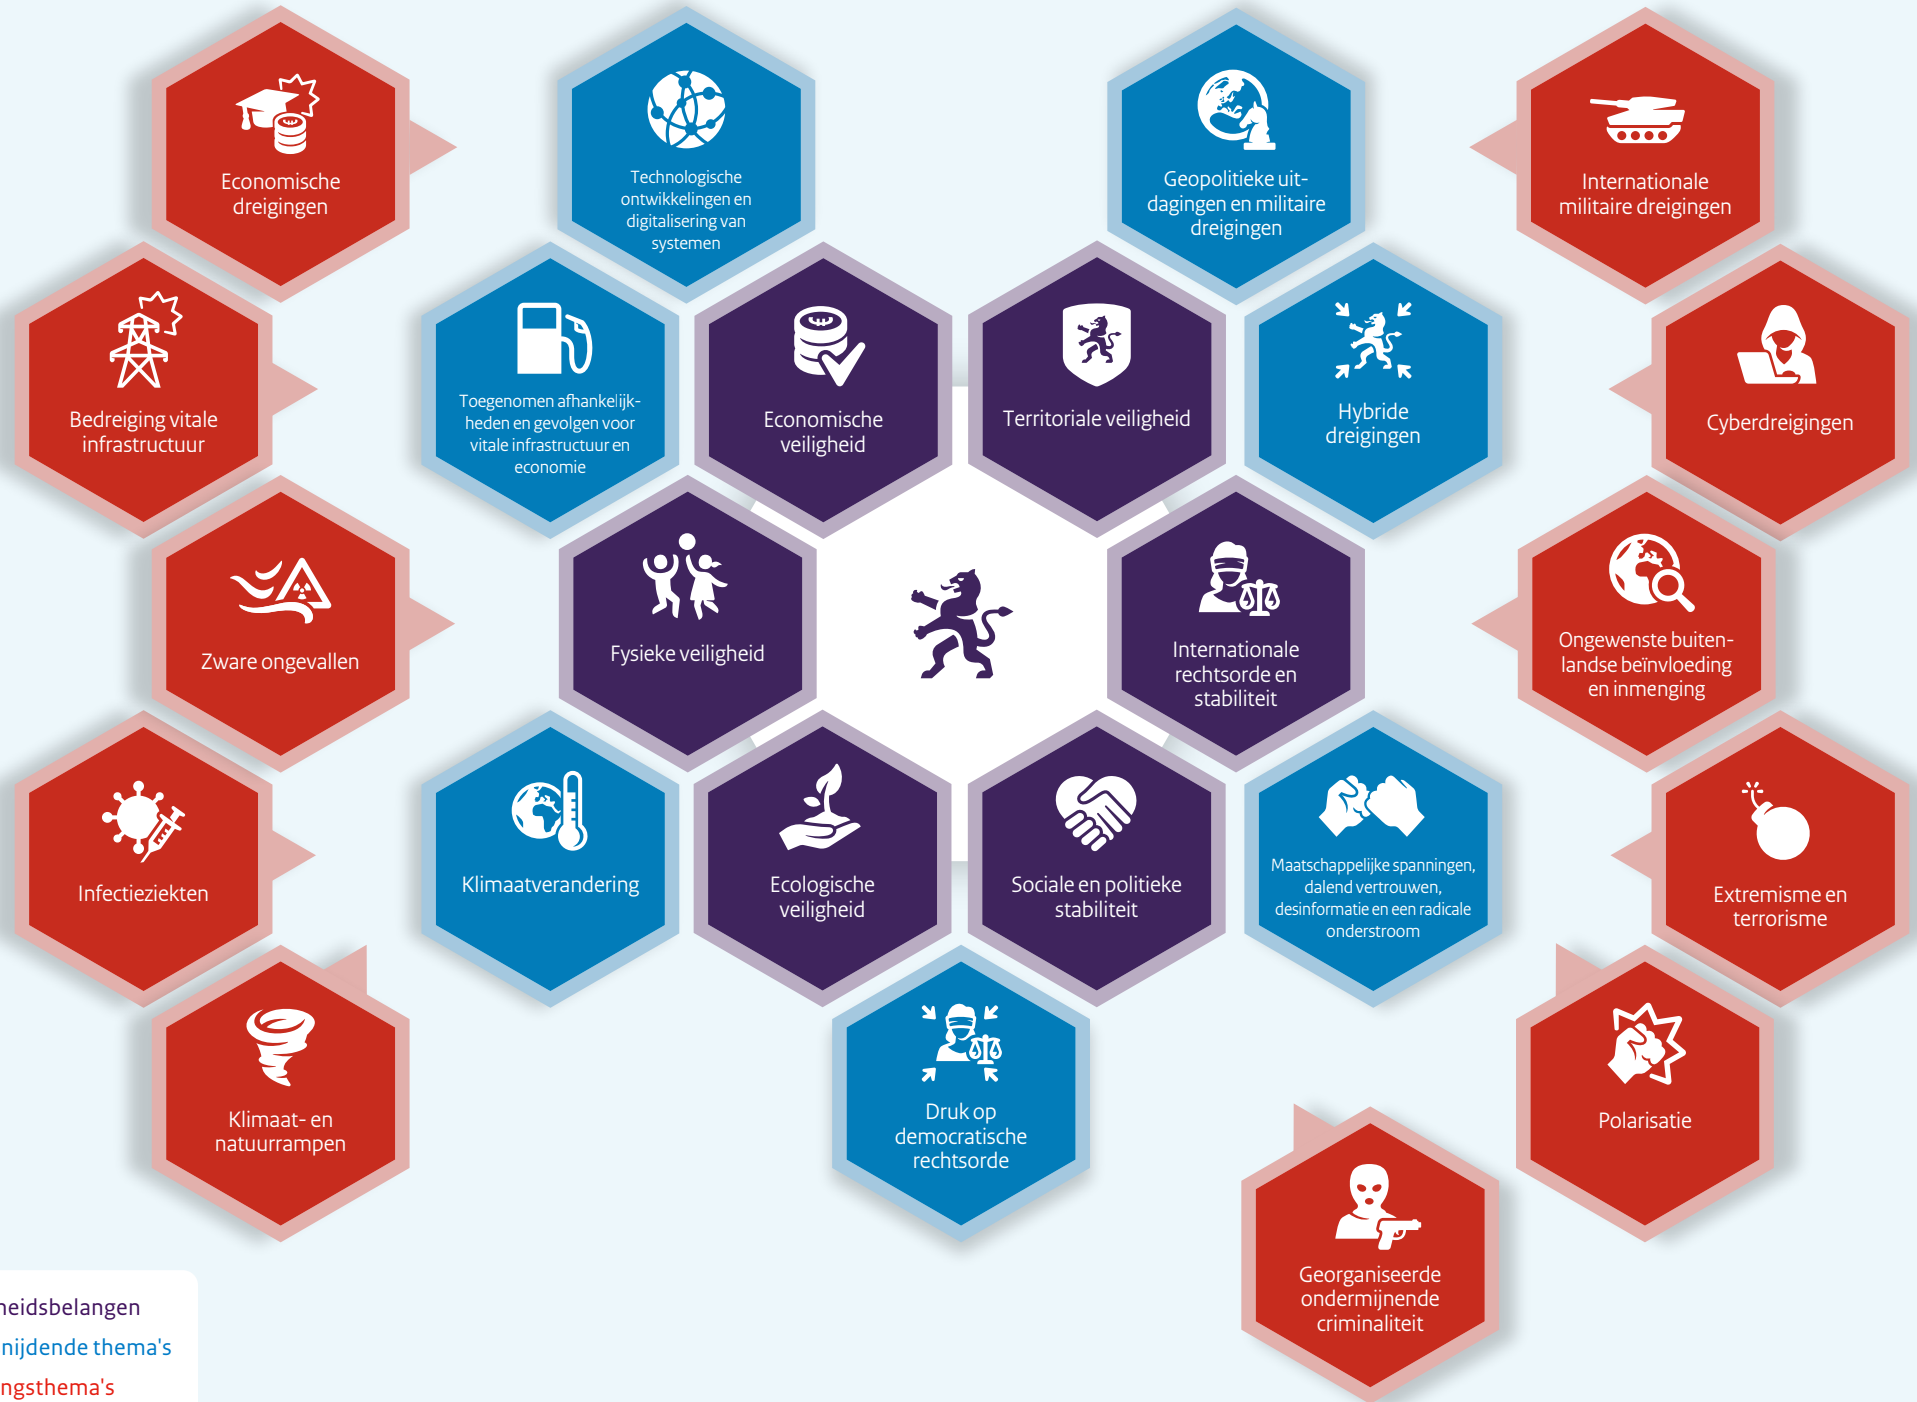 Economische
dreigingen
Technologische
ontwikkelingen en
digitalisering van
systemen
Geopolitieke uit-
dagingen en militaire
dreigingen
Internationale
militaire dreigingen
Bedreiging vitale
infrastructuur
Toegenomen afhankelijk-
heden en gevolgen voor
vitale infrastructuur en
economie
Economische
veiligheid
Territoriale veiligheid
Hybride
dreigingen
Cyberdreigingen
Zware ongevallen
Fysieke veiligheid
Internationale
rechtsorde en
stabiliteit
Ongewenste buiten-
landse beïnvloeding
en inmenging
Infectieziekten
Klimaatverandering
Ecologische
veiligheid
Sociale en politieke
stabiliteit
Maatschappelijke spanningen,
dalend vertrouwen,
desinformatie en een radicale
onderstroom
Extremisme en
terrorisme
Klimaat- en
natuurrampen
Druk op
democratische
rechtsorde
Polarisatie
Georganiseerde
ondermijnende
criminaliteit
heidsbelangen
nijdende thema's
ngsthema's